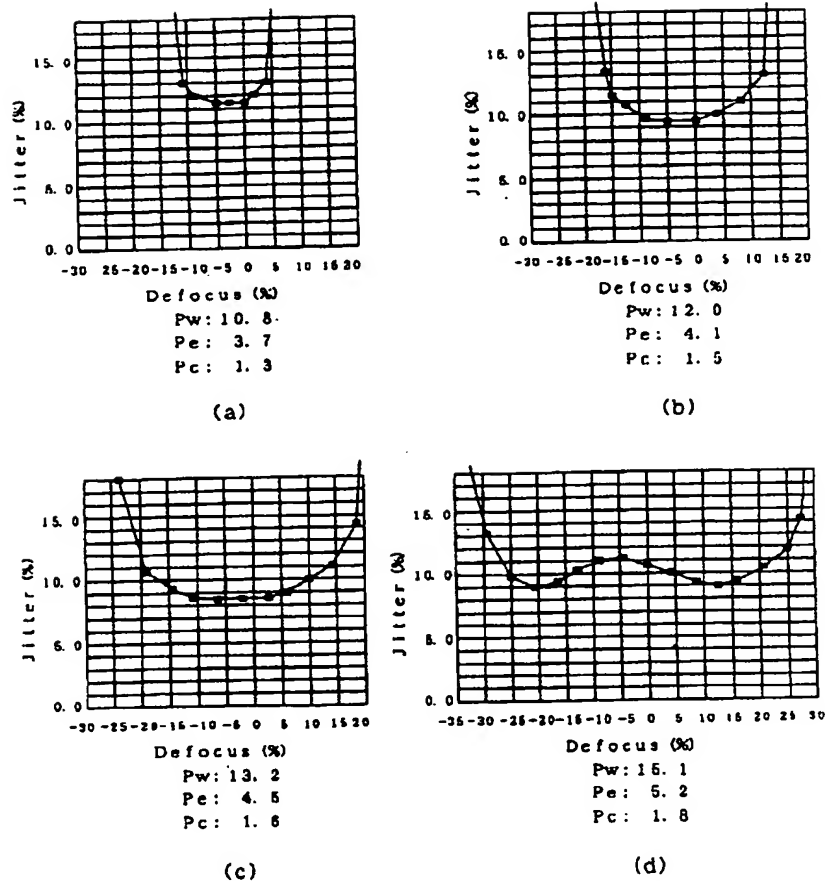 Jitter (%)
15. 0
10. 0
5. 0
0. 0
-30 -25 -20 -15 -10 -5 0 5 10 15 20
Defocus (%)
Pw: 10. 8
Pe: 3. 7
Pc: 1. 3
(a)
Jitter (%)
15. 0
10. 0
5. 0
0. 0
-30 -25 -20 -15 -10 -5 0 5 10 15 20
Defocus (%)
Pw: 12. 0
Pe: 4. 1
Pc: 1. 5
(b)
Jitter (%)
15. 0
10. 0
5. 0
0. 0
-30 -25 -20 -15 -10 -5 0 5 10 15 20
Defocus (%)
Pw: 13. 2
Pe: 4. 5
Pc: 1. 6
(c)
Jitter (%)
15. 0
10. 0
5. 0
0. 0
-35 -30 -25 -20 -15 -10 -5 0 5 10 15 20 25 30
Defocus (%)
Pw: 15. 1
Pe: 5. 2
Pc: 1. 8
(d)